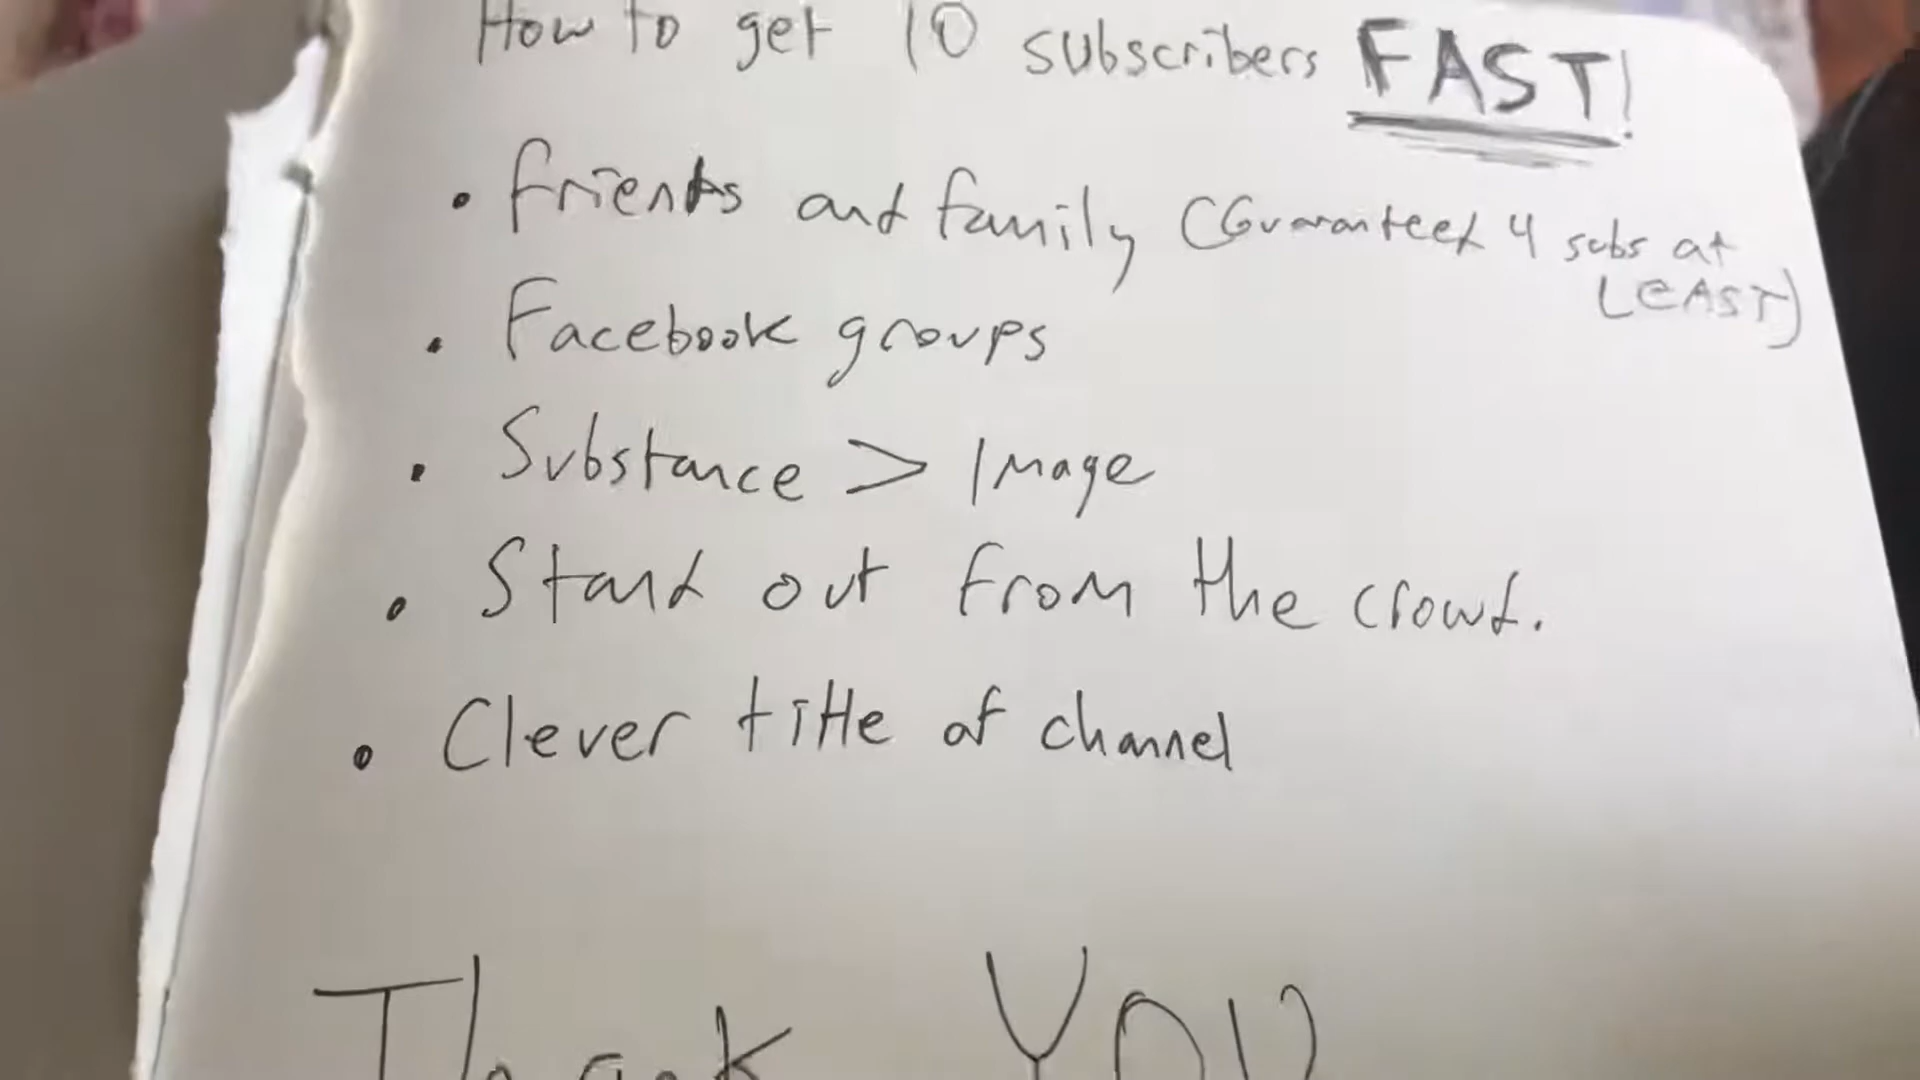 How to get 10 subscribers FAST!
• Friends and family (Guaranteed 4 subs at
LEAST)
• Facebook groups
• Substance > Image
• Stand out from the crowd.
• Clever title of channel
Thank You